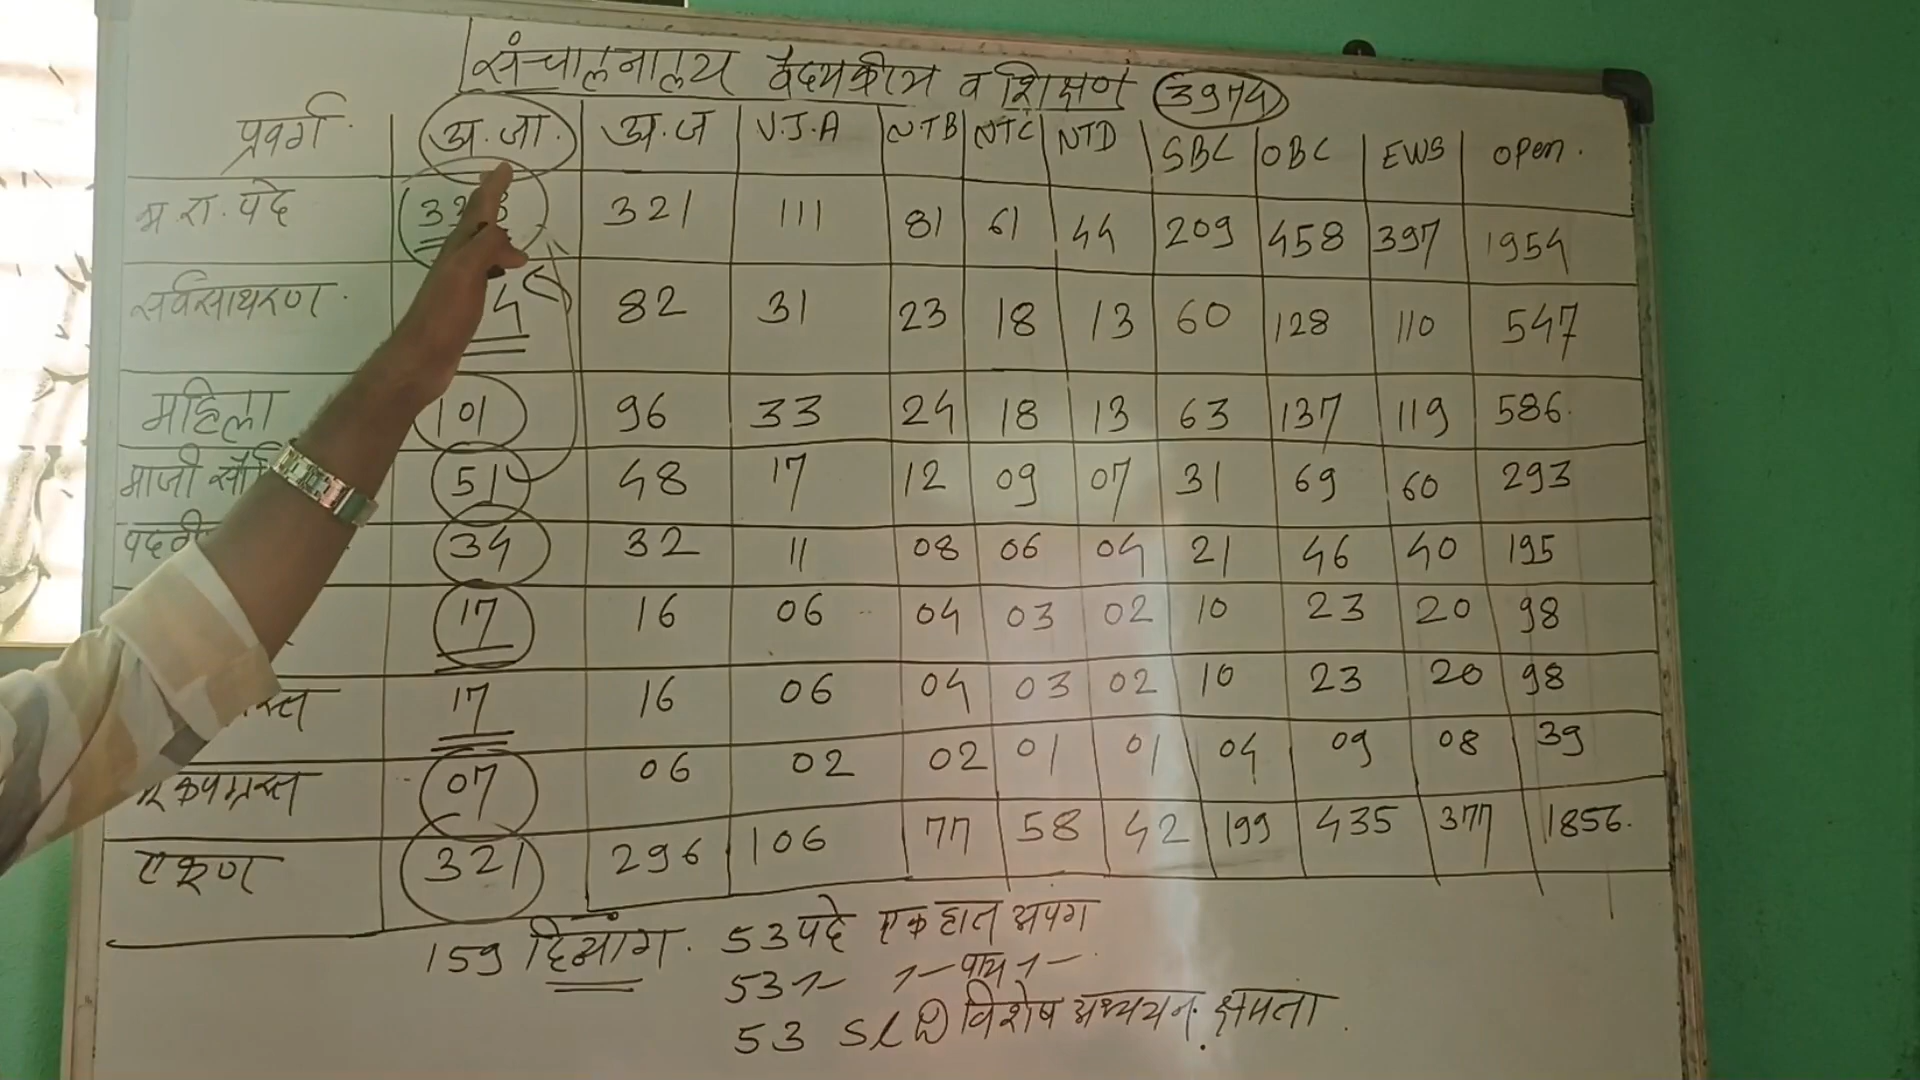 संचालनालय वैद्यकीय व शिक्षण 3974
प्रवर्ग. अ.जा. अ.ज V.J.A N.TB NTC NTD SBC OBC EWS open.
भ.रा.पदे 321 111 81 61 44 209 458 397 1954
सर्वसाधरण. 82 31 23 18 13 60 128 110 547
महिला 101 96 33 24 18 13 63 137 119 586.
माजी 51 48 17 12 09 07 31 69 60 293
34 32 11 08 06 04 21 46 40 195
17 16 06 04 03 02 10 23 20 98
17 16 06 04 03 02 10 23 20 98
07 06 02 02 01 01 04 09 08 39
एकुण 321 296 106 77 58 42 199 435 377 1856.
159 दिव्यांग. 53 पदे एक हात अपंग
53 -"- -"- पाय -"-
53 SLD विशेष अध्ययन क्षमता.